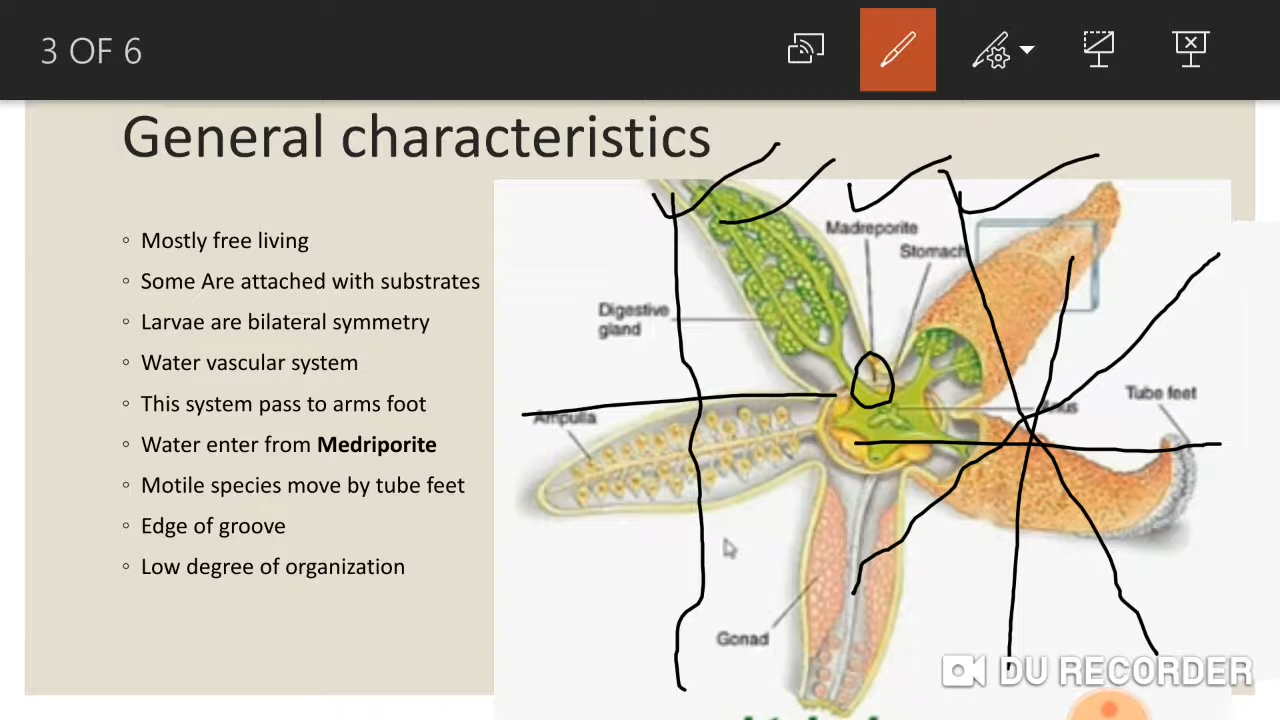 3 OF 6
General characteristics
Mostly free living
Some Are attached with substrates
Larvae are bilateral symmetry
Water vascular system
This system pass to arms foot
Water enter from Medriporite
Motile species move by tube feet
Edge of groove
Low degree of organization
Madreporite
Stomach
Digestive
gland
Ampulla
Tube feet
Gonad
DU RECORDER